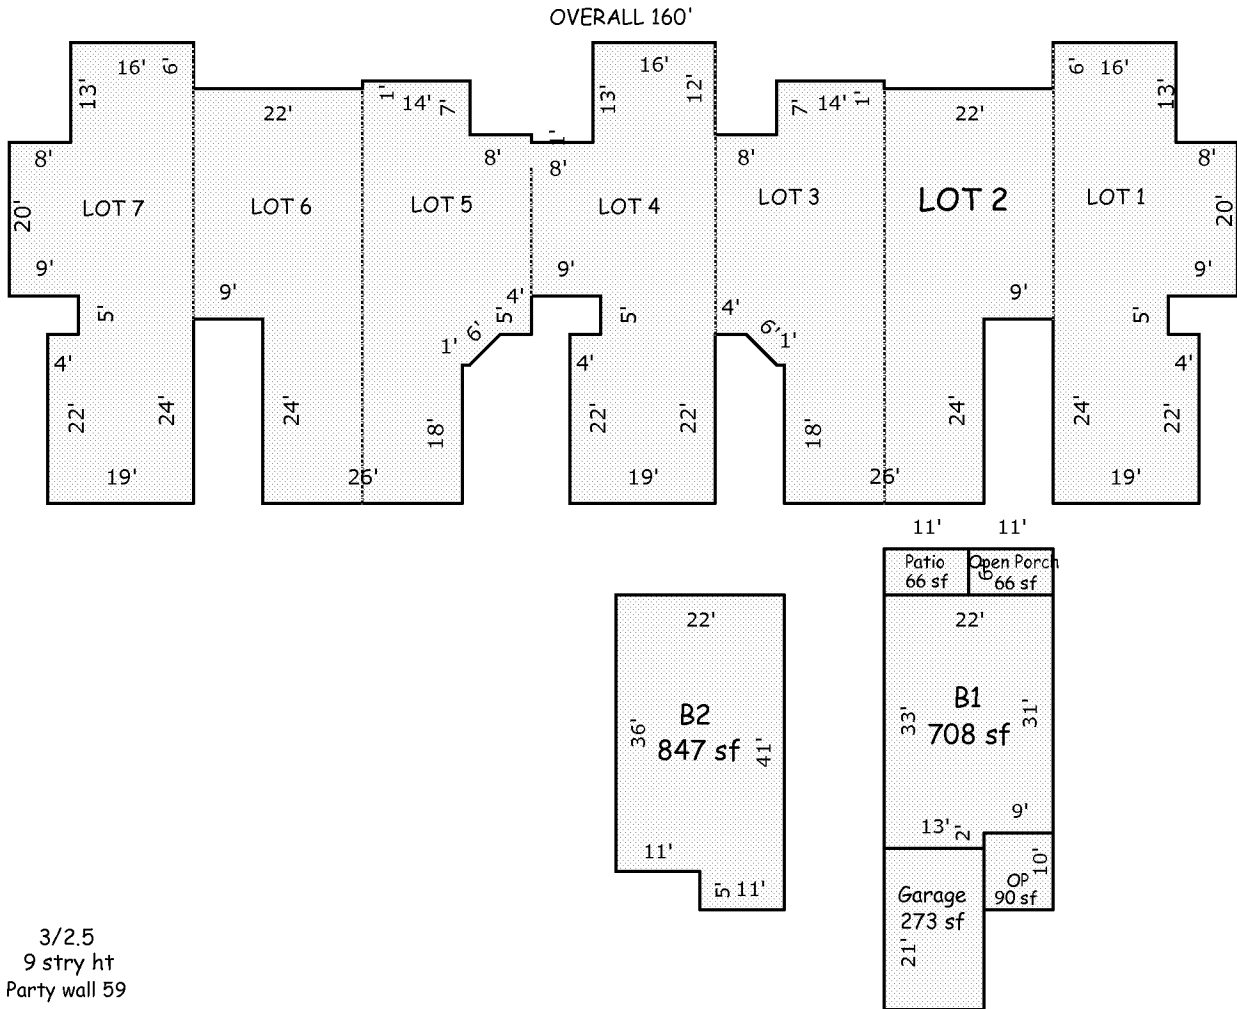 OVERALL 160'
16' 6' 13'
22'
1' 14' 7'
16' 13' 12'
7' 14' 1'
22'
6' 16' 13'
8'
8'
1'
8'
8'
8'
LOT 7
LOT 6
LOT 5
LOT 4
LOT 3
LOT 2
LOT 1
20'
20'
9'
9'
4'
9'
4'
9'
9'
5'
5'
6'
5'
6'
5'
4'
1'
4'
1'
4'
22'
24'
24'
18'
22'
22'
18'
24'
24'
22'
19'
26'
19'
26'
19'
11' 11'
Patio
66 sf
6'
Open Porch
66 sf
22'
B2
847 sf
36'
41'
11'
5'
11'
22'
B1
708 sf
33'
31'
9'
13'
2'
10'
OP
90 sf
Garage
273 sf
21'
3/2.5
9 stry ht
Party wall 59